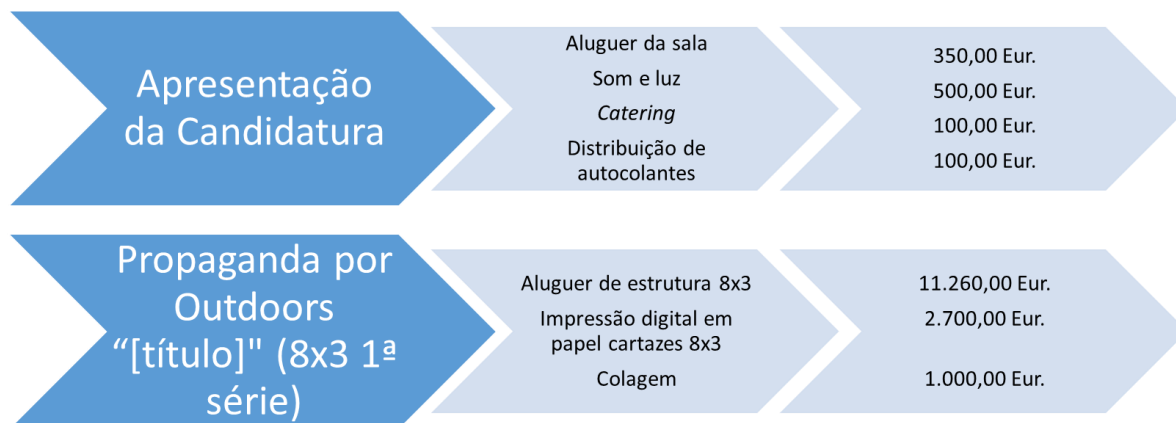 Apresentação
da Candidatura
Aluguer da sala
Som e luz
Catering
Distribuição de
autocolantes
350,00 Eur.
500,00 Eur.
100,00 Eur.
100,00 Eur.
Propaganda por
Outdoors
“[título]" (8x3 1ª
série)
Aluguer de estrutura 8x3
Impressão digital em
papel cartazes 8x3
Colagem
11.260,00 Eur.
2.700,00 Eur.
1.000,00 Eur.